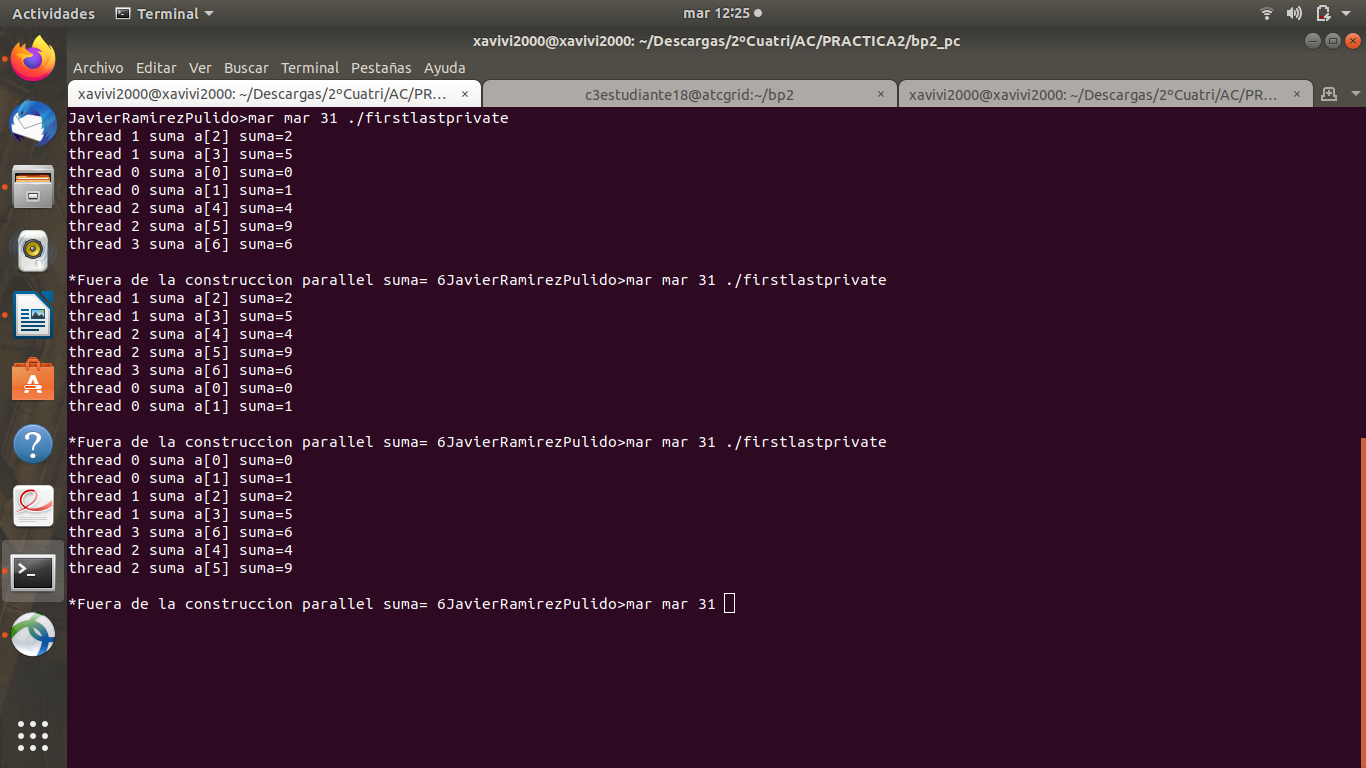 Actividades Terminal mar 12:25
xavivi2000@xavivi2000: ~/Descargas/2ºCuatri/AC/PRACTICA2/bp2_pc
Archivo Editar Ver Buscar Terminal Pestañas Ayuda
xavivi2000@xavivi2000: ~/Descargas/2ºCuatri/AC/PR... × c3estudiante18@atcgrid:~/bp2 × xavivi2000@xavivi2000: ~/Descargas/2ºCuatri/AC/PR... ×
JavierRamirezPulido>mar mar 31 ./firstlastprivate
thread 1 suma a[2] suma=2
thread 1 suma a[3] suma=5
thread 0 suma a[0] suma=0
thread 0 suma a[1] suma=1
thread 2 suma a[4] suma=4
thread 2 suma a[5] suma=9
thread 3 suma a[6] suma=6
*Fuera de la construccion parallel suma= 6JavierRamirezPulido>mar mar 31 ./firstlastprivate
thread 1 suma a[2] suma=2
thread 1 suma a[3] suma=5
thread 2 suma a[4] suma=4
thread 2 suma a[5] suma=9
thread 3 suma a[6] suma=6
thread 0 suma a[0] suma=0
thread 0 suma a[1] suma=1
*Fuera de la construccion parallel suma= 6JavierRamirezPulido>mar mar 31 ./firstlastprivate
thread 0 suma a[0] suma=0
thread 0 suma a[1] suma=1
thread 1 suma a[2] suma=2
thread 1 suma a[3] suma=5
thread 3 suma a[6] suma=6
thread 2 suma a[4] suma=4
thread 2 suma a[5] suma=9
*Fuera de la construccion parallel suma= 6JavierRamirezPulido>mar mar 31